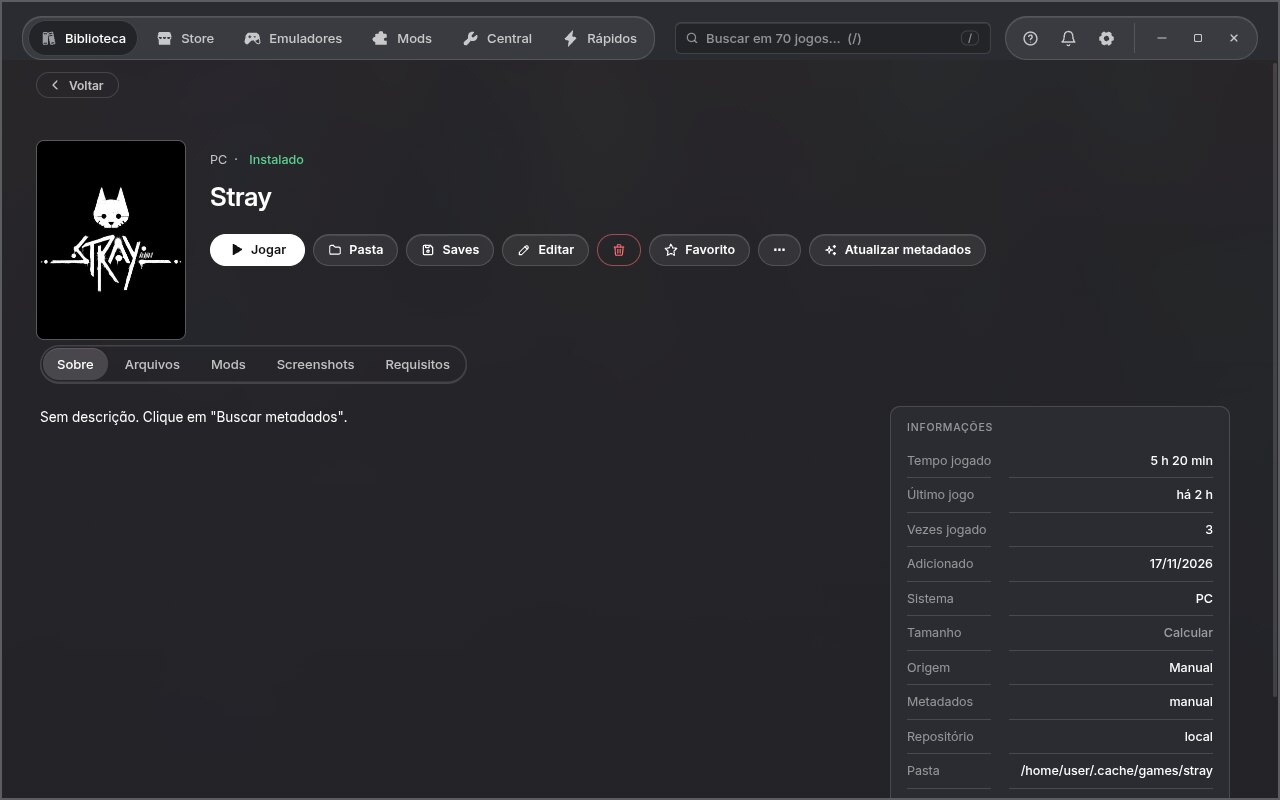 Biblioteca
Store
Emuladores
Mods
Central
Rápidos
Buscar em 70 jogos... (/)
/
Voltar
STRAY
PC · Instalado
Stray
Jogar
Pasta
Saves
Editar
Favorito
Atualizar metadados
Sobre
Arquivos
Mods
Screenshots
Requisitos
Sem descrição. Clique em "Buscar metadados".
INFORMAÇÕES
Tempo jogado 5 h 20 min
Último jogo há 2 h
Vezes jogado 3
Adicionado 17/11/2026
Sistema PC
Tamanho Calcular
Origem Manual
Metadados manual
Repositório local
Pasta /home/user/.cache/games/stray